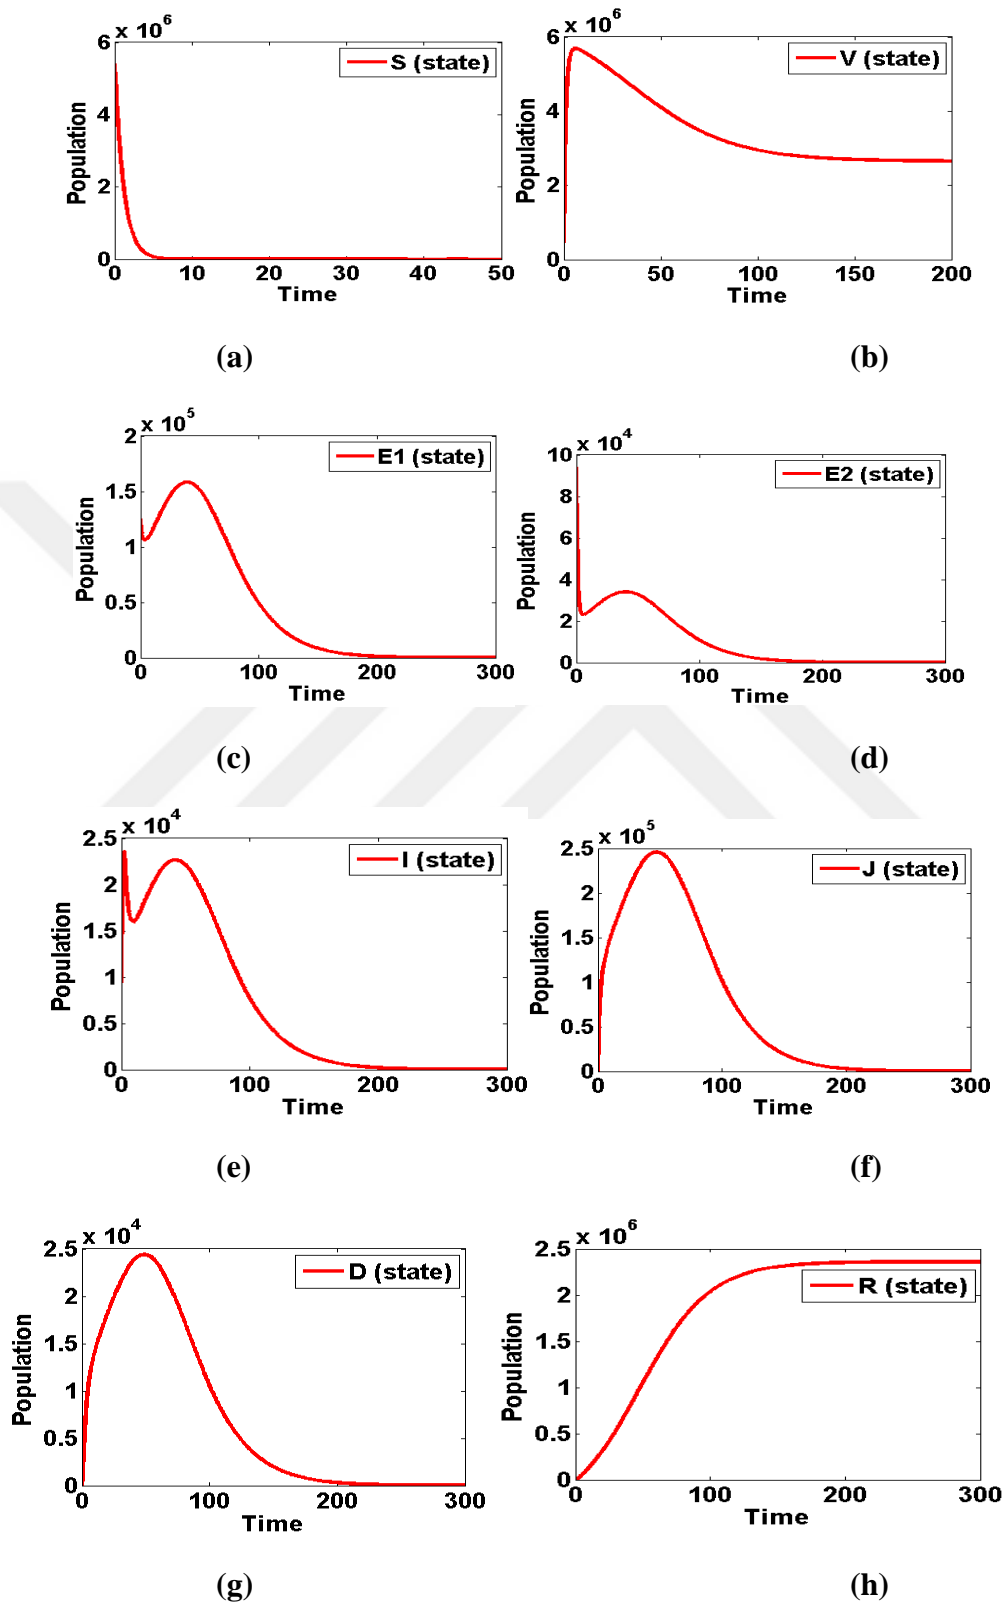 x 10^6
6
4
2
0
0 10 20 30 40 50
Population
Time
S (state)
(a)
x 10^6
6
4
2
0
0 50 100 150 200
Population
Time
V (state)
(b)
x 10^5
2
1.5
1
0.5
0
0 100 200 300
Population
Time
E1 (state)
(c)
x 10^4
10
8
6
4
2
0
0 100 200 300
Population
Time
E2 (state)
(d)
x 10^4
2.5
2
1.5
1
0.5
0
0 100 200 300
Population
Time
I (state)
(e)
x 10^5
2.5
2
1.5
1
0.5
0
0 100 200 300
Population
Time
J (state)
(f)
x 10^4
2.5
2
1.5
1
0.5
0
0 100 200 300
Population
Time
D (state)
(g)
x 10^6
2.5
2
1.5
1
0.5
0
0 100 200 300
Population
Time
R (state)
(h)